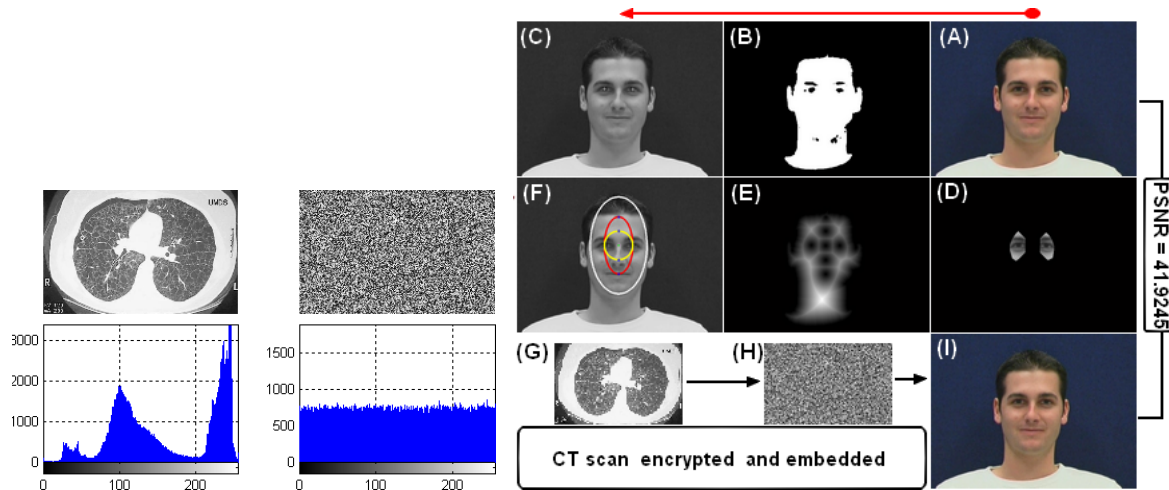 UMDS
R
L
3000
2000
1000
0
0
100
200
1500
1000
500
0
0
100
200
(C)
(B)
(A)
(F)
(E)
(D)
(G)
(H)
(I)
CT scan encrypted and embedded
PSNR = 41.9245